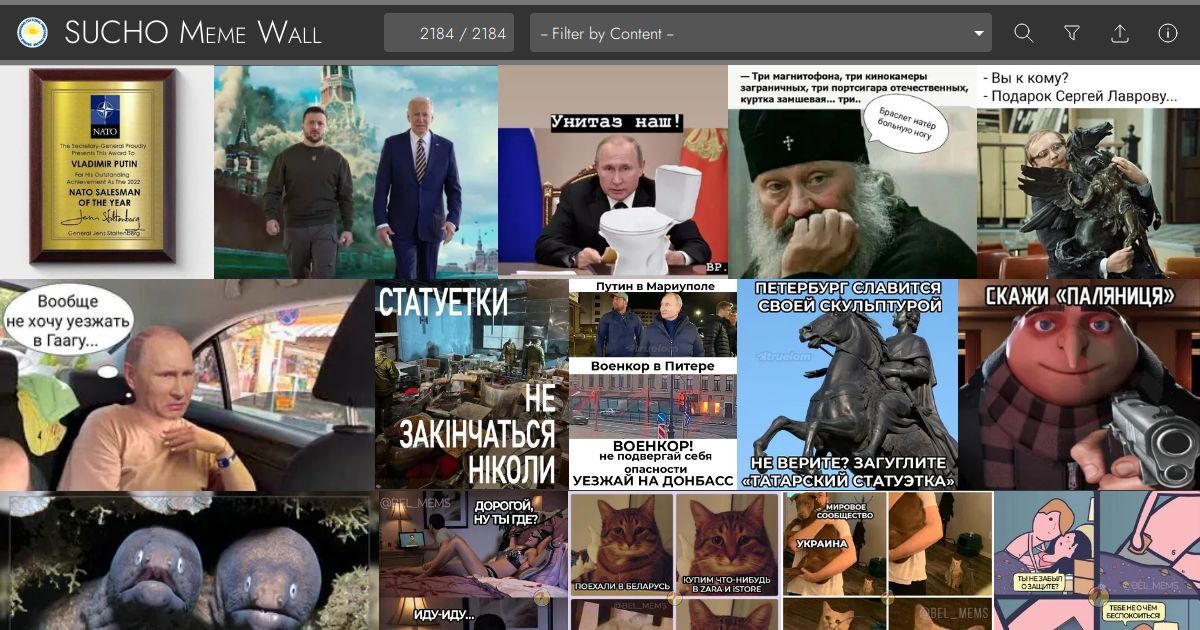 SUCHO Meme Wall
2184 / 2184
-- Filter by Content --
NATO
The Secretary-General Proudly
Presents This Award To
VLADIMIR PUTIN
For His Outstanding
Achievement As The 2022
NATO SALESMAN
OF THE YEAR
Jens Stoltenberg
General Jens Stoltenberg
Унитаз наш!
ВР.
— Три магнитофона, три кинокамеры
заграничных, три портсигара отечественных,
куртка замшевая... три..
Браслет натёр
больную ногу
- Вы к кому?
- Подарок Сергей Лаврову...
Вообще
не хочу уезжать
в Гаагу...
СТАТУЕТКИ
НЕ
ЗАКІНЧАТЬСЯ
НІКОЛИ
Путин в Мариуполе
truelom
Военкор в Питере
ВОЕНКОР!
не подвергай себя
опасности
УЕЗЖАЙ НА ДОНБАСС
ПЕТЕРБУРГ СЛАВИТСЯ
СВОЕЙ СКУЛЬПТУРОЙ
truelom
НЕ ВЕРИТЕ? ЗАГУГЛИТЕ
«ТАТАРСКИЙ СТАТУЭТКА»
СКАЖИ «ПАЛЯНИЦЯ»
@BEL_MEMS
ДОРОГОЙ,
НУ ТЫ ГДЕ?
ИДУ-ИДУ...
ПОЕХАЛИ В БЕЛАРУСЬ
КУПИМ ЧТО-НИБУДЬ
В ZARA И ISTORE
@BEL_MEMS
МИРОВОЕ
СООБЩЕСТВО
УКРАИНА
@BEL_MEMS
ТЫ НЕ ЗАБЫЛ
О ЗАЩИТЕ?
@BEL_MEMS
ТЕБЕ НЕ О ЧЁМ
БЕСПОКОИТЬСЯ!